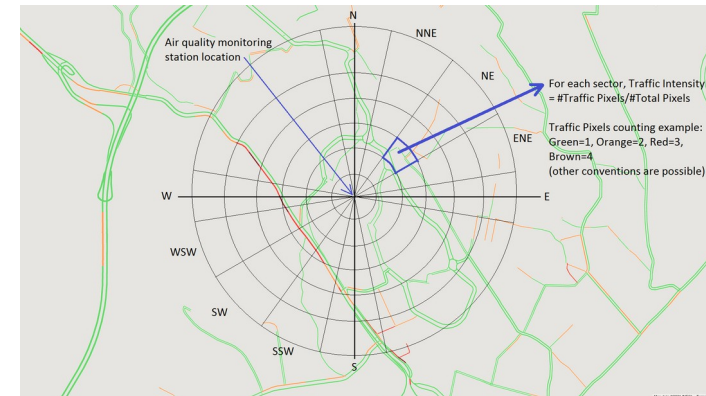 N
NNE
Air quality monitoring
station location
NE
For each sector, Traffic Intensity
= #Traffic Pixels/#Total Pixels
Traffic Pixels counting example:
Green=1, Orange=2, Red=3,
Brown=4
(other conventions are possible)
ENE
W
E
WSW
SW
SSW
S